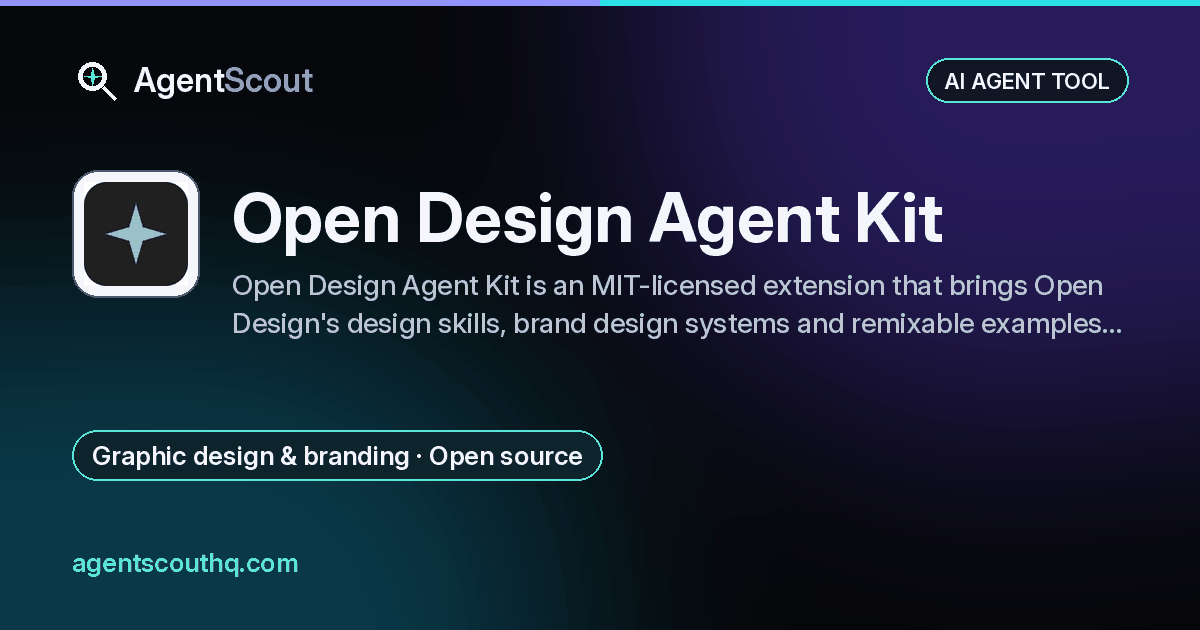 AgentScout
AI AGENT TOOL
Open Design Agent Kit
Open Design Agent Kit is an MIT-licensed extension that brings Open
Design's design skills, brand design systems and remixable examples...
Graphic design & branding · Open source
agentscouthq.com